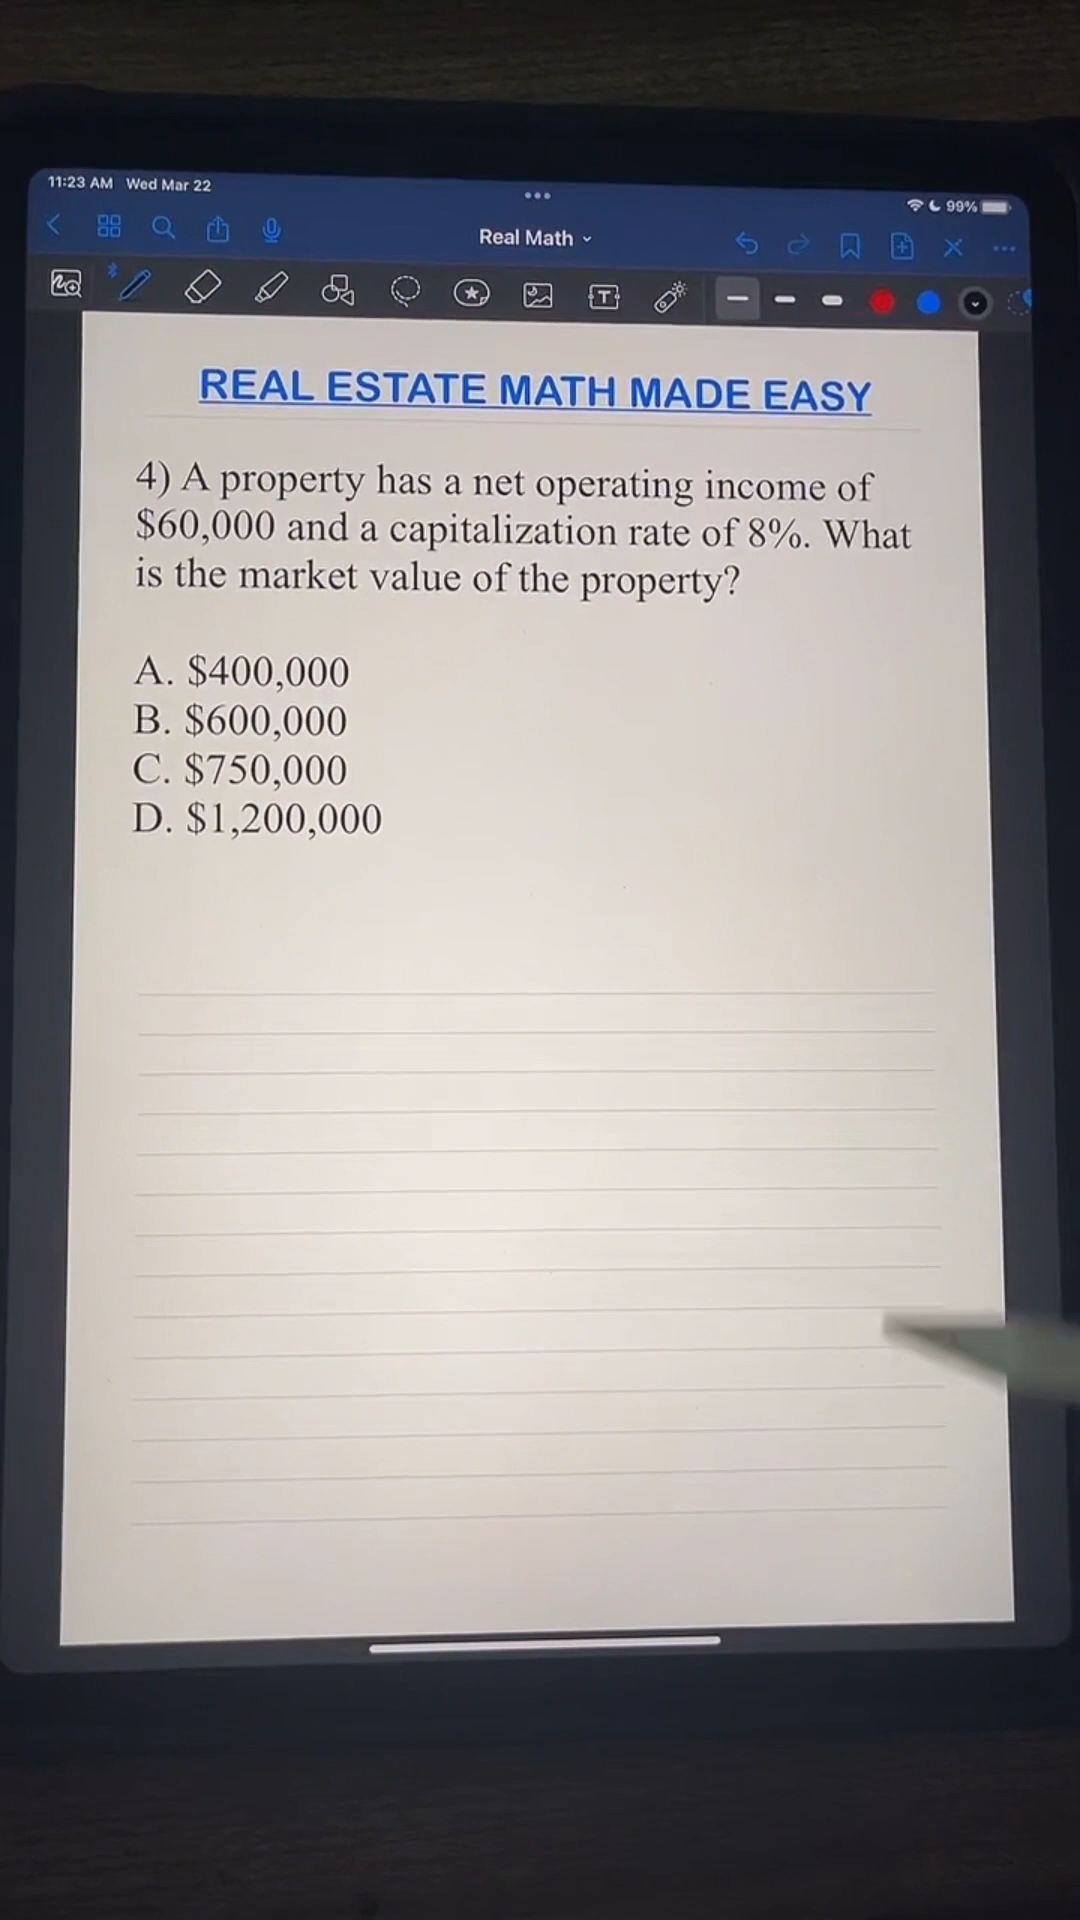 11:23 AM Wed Mar 22
99%
Real Math
T
REAL ESTATE MATH MADE EASY
4) A property has a net operating income of
$60,000 and a capitalization rate of 8%. What
is the market value of the property?
A. $400,000
B. $600,000
C. $750,000
D. $1,200,000